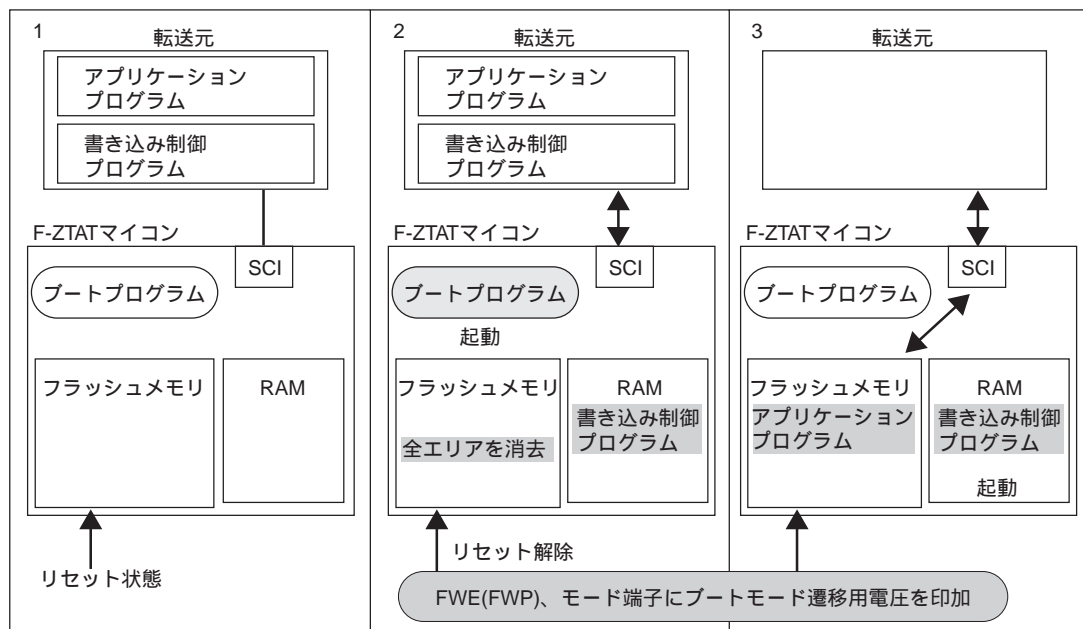 1
転送元
アプリケーション
プログラム
書き込み制御
プログラム
F-ZTATマイコン
SCI
ブートプログラム
フラッシュメモリ
RAM
リセット状態
2
転送元
アプリケーション
プログラム
書き込み制御
プログラム
F-ZTATマイコン
SCI
ブートプログラム
起動
フラッシュメモリ
全エリアを消去
RAM
書き込み制御
プログラム
リセット解除
3
転送元
F-ZTATマイコン
SCI
ブートプログラム
フラッシュメモリ
アプリケーション
プログラム
RAM
書き込み制御
プログラム
起動
FWE(FWP)、モード端子にブートモード遷移用電圧を印加